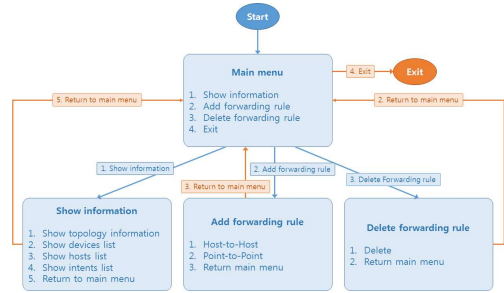 Start
Main menu
1. Show information
2. Add forwarding rule
3. Delete forwarding rule
4. Exit
4. Exit
Exit
5. Return to main menu
2. Return to main menu
1. Show information
2. Add forwarding rule
3. Delete Forwarding rule
3. Return to main menu
Show information
1. Show topology information
2. Show devices list
3. Show hosts list
4. Show intents list
5. Return to main menu
Add forwarding rule
1. Host-to-Host
2. Point-to-Point
3. Return main menu
Delete forwarding rule
1. Delete
2. Return main menu